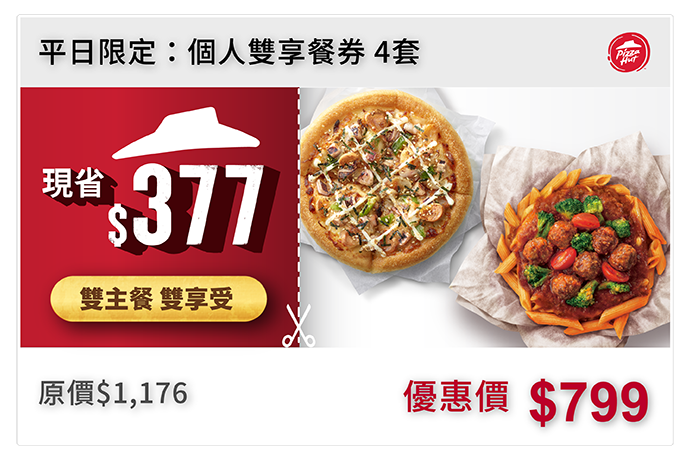 平日限定：個人雙享餐券 4套
Pizza
Hut
現省
$377
雙主餐 雙享受
原價$1,176
優惠價 $799